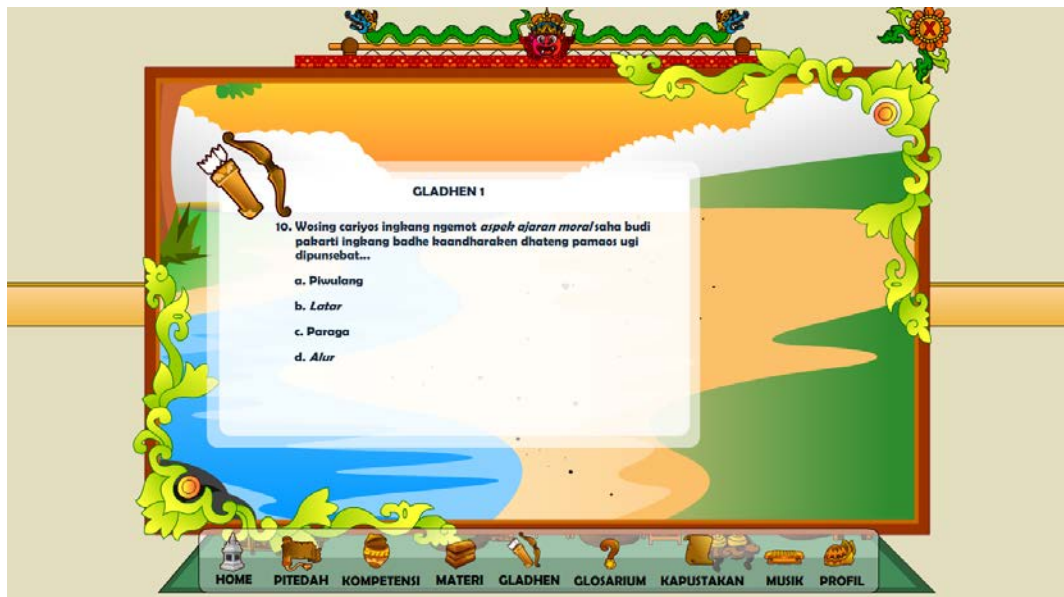 X
GLADHEN 1
10. Wosing cariyos ingkang ngemot aspek ajaran moral saha budi
pakarti ingkang badhe kaandharaken dhateng pamaos ugi
dipunsebat...
a. Piwulang
b. Latar
c. Paraga
d. Alur
HOME PITEDAH KOMPETENSI MATERI GLADHEN GLOSARIUM KAPUSTAKAN MUSIK PROFIL